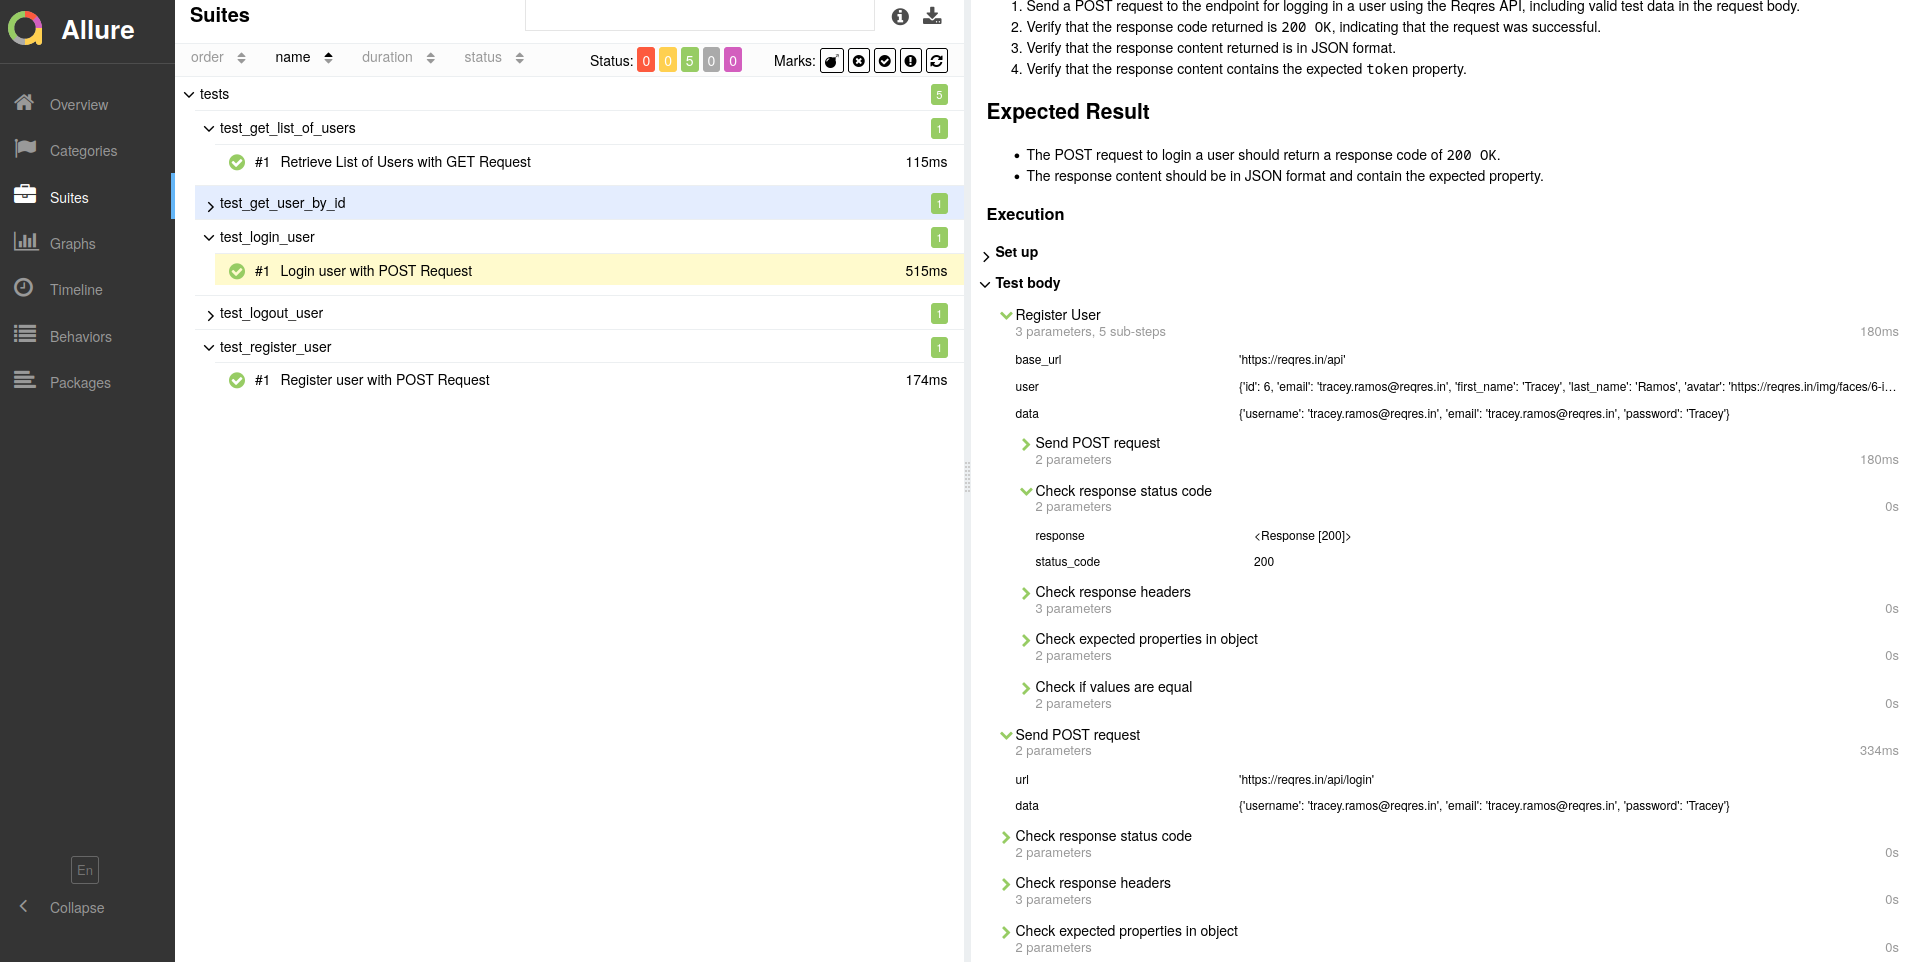 Allure
Overview
Categories
Suites
Graphs
Timeline
Behaviors
Packages
En
Collapse
Suites
order name duration status
Status: 0 0 5 0 0 Marks:
tests 5
test_get_list_of_users 1
#1 Retrieve List of Users with GET Request 115ms
test_get_user_by_id 1
test_login_user 1
#1 Login user with POST Request 515ms
test_logout_user 1
test_register_user 1
#1 Register user with POST Request 174ms
1. Send a POST request to the endpoint for logging in a user using the Reqres API, including valid test data in the request body.
2. Verify that the response code returned is 200 OK, indicating that the request was successful.
3. Verify that the response content returned is in JSON format.
4. Verify that the response content contains the expected token property.
Expected Result
• The POST request to login a user should return a response code of 200 OK.
• The response content should be in JSON format and contain the expected property.
Execution
Set up
Test body
Register User
3 parameters, 5 sub-steps 180ms
base_url 'https://reqres.in/api'
user {'id': 6, 'email': 'tracey.ramos@reqres.in', 'first_name': 'Tracey', 'last_name': 'Ramos', 'avatar': 'https://reqres.in/img/faces/6-i...
data {'username': 'tracey.ramos@reqres.in', 'email': 'tracey.ramos@reqres.in', 'password': 'Tracey'}
Send POST request
2 parameters 180ms
Check response status code
2 parameters 0s
response <Response [200]>
status_code 200
Check response headers
3 parameters 0s
Check expected properties in object
2 parameters 0s
Check if values are equal
2 parameters 0s
Send POST request
2 parameters 334ms
url 'https://reqres.in/api/login'
data {'username': 'tracey.ramos@reqres.in', 'email': 'tracey.ramos@reqres.in', 'password': 'Tracey'}
Check response status code
2 parameters 0s
Check response headers
3 parameters 0s
Check expected properties in object
2 parameters 0s